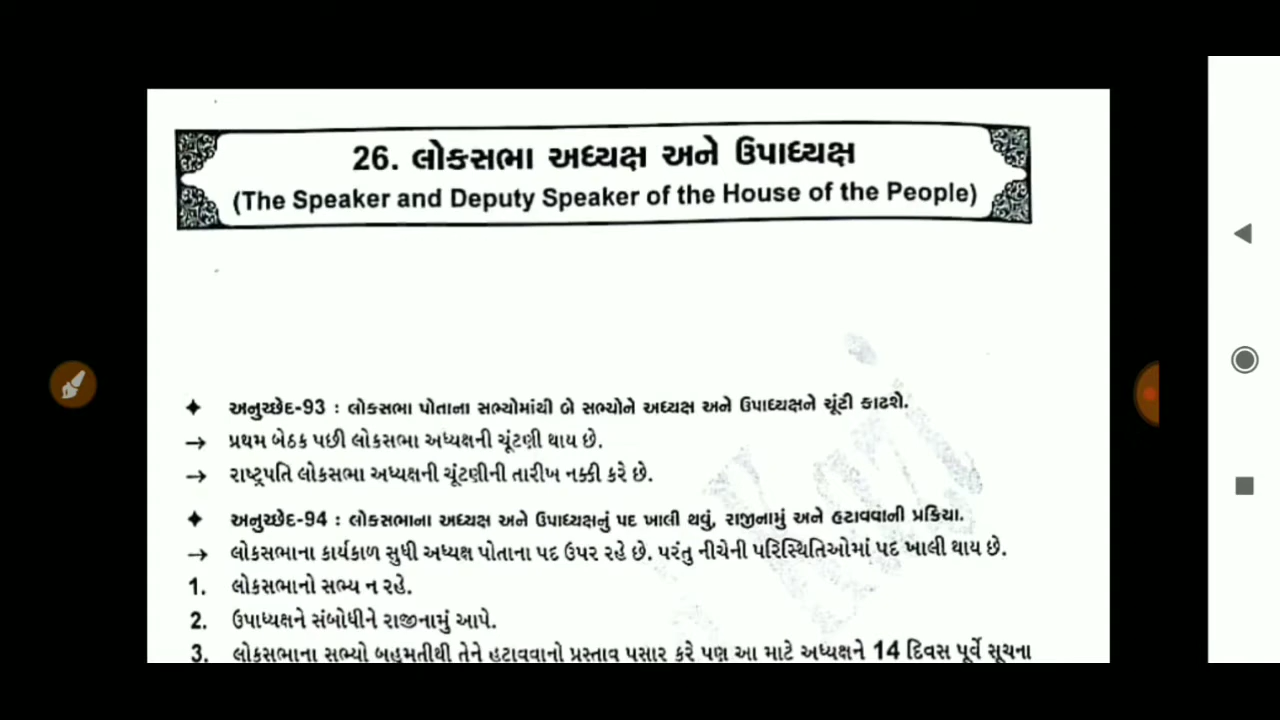 26. લોકસભા અધ્યક્ષ અને ઉપાધ્યક્ષ
(The Speaker and Deputy Speaker of the House of the People)
✦ અનુચ્છેદ-93 : લોકસભા પોતાના સભ્યોમાંથી બે સભ્યોને અધ્યક્ષ અને ઉપાધ્યક્ષને ચૂંટી કાઢશે.
→ પ્રથમ બેઠક પછી લોકસભા અધ્યક્ષની ચૂંટણી થાય છે.
→ રાષ્ટ્રપતિ લોકસભા અધ્યક્ષની ચૂંટણીની તારીખ નક્કી કરે છે.
✦ અનુચ્છેદ-94 : લોકસભાના અધ્યક્ષ અને ઉપાધ્યક્ષનું પદ ખાલી થવું, રાજીનામું અને હટાવવાની પ્રક્રિયા.
→ લોકસભાના કાર્યકાળ સુધી અધ્યક્ષ પોતાના પદ ઉપર રહે છે. પરંતુ નીચેની પરિસ્થિતિઓમાં પદ ખાલી થાય છે.
1. લોકસભાનો સભ્ય ન રહે.
2. ઉપાધ્યક્ષને સંબોધીને રાજીનામું આપે.
3. લોકસભાના સભ્યો બહુમતીથી તેને હટાવવાનો પ્રસ્તાવ પસાર કરે પણ આ માટે અધ્યક્ષને 14 દિવસ પૂર્વે સૂચના